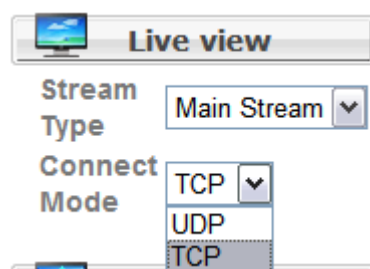 Live view
Stream Type
Main Stream
Connect Mode
TCP
UDP
TCP